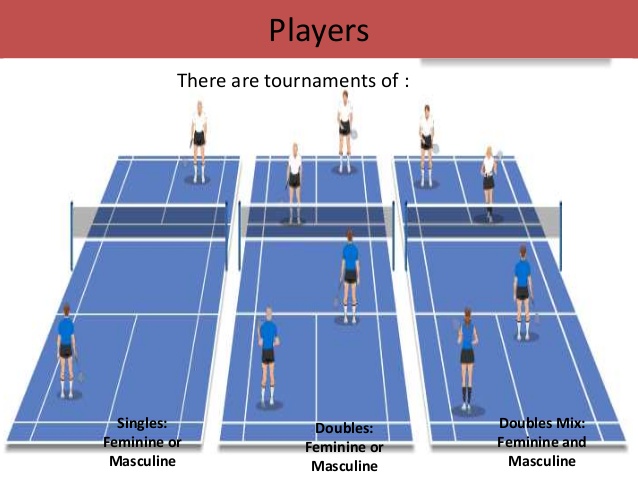 Players
There are tournaments of :
Singles:
Feminine or
Masculine
Doubles:
Feminine or
Masculine
Doubles Mix:
Feminine and
Masculine